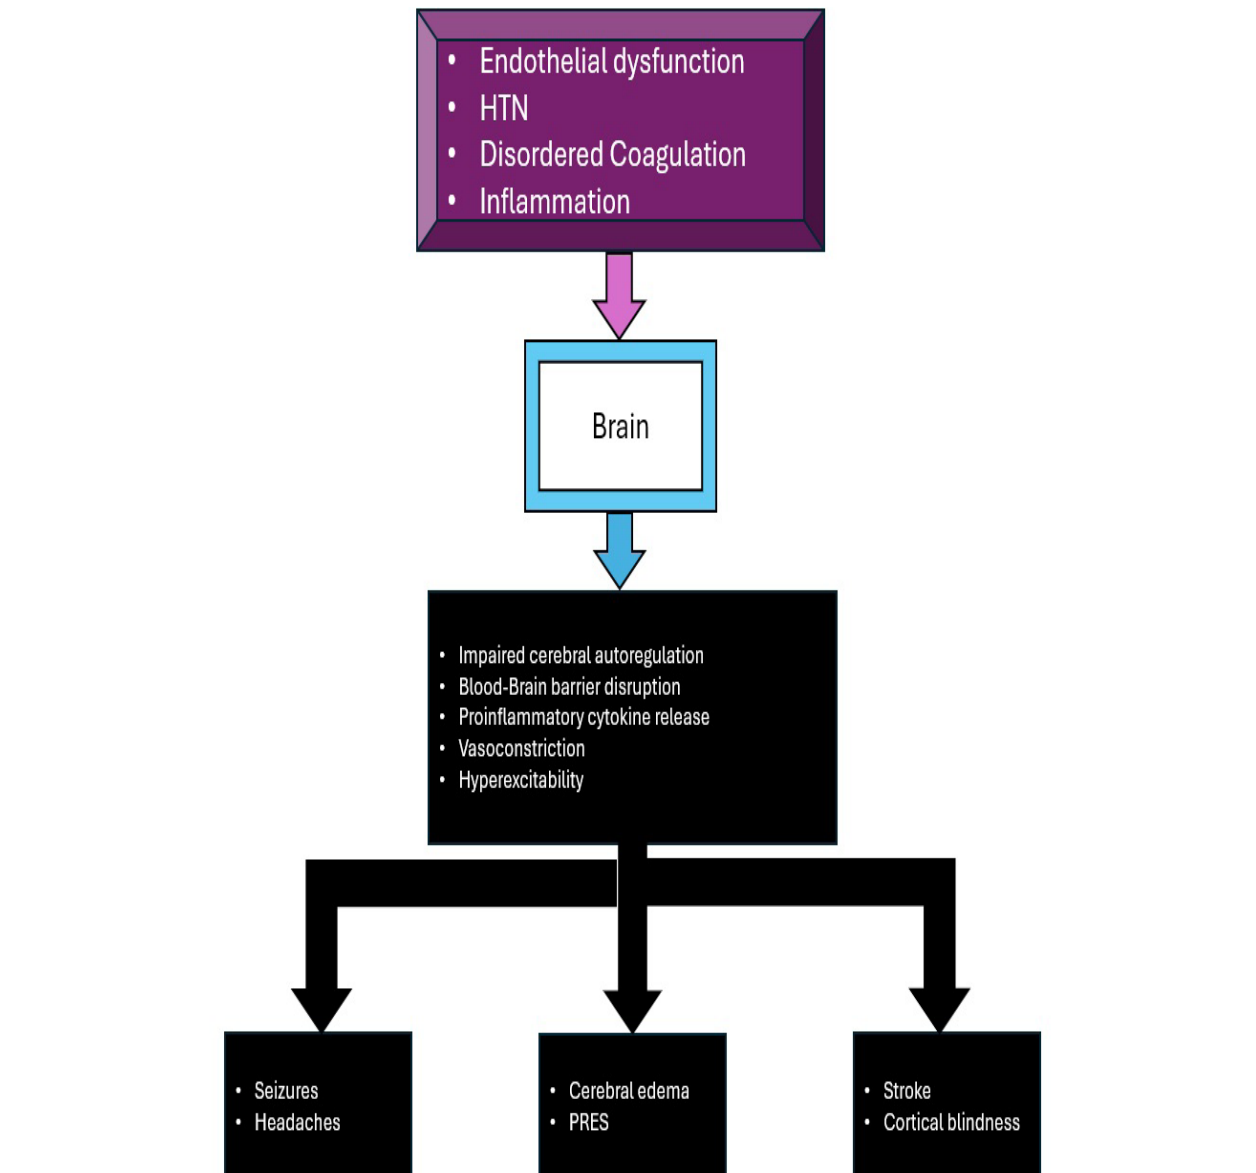 • Endothelial dysfunction
• HTN
• Disordered Coagulation
• Inflammation
Brain
• Impaired cerebral autoregulation
• Blood-Brain barrier disruption
• Proinflammatory cytokine release
• Vasoconstriction
• Hyperexcitability
• Seizures
• Headaches
• Cerebral edema
• PRES
• Stroke
• Cortical blindness